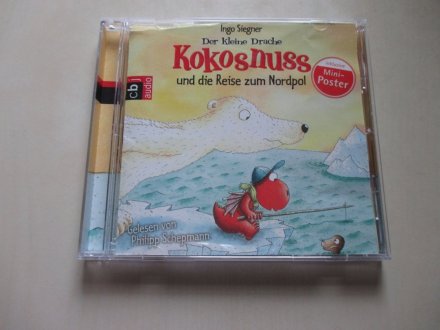 Ingo Siegner
Der kleine Drache
KOKOSNUSS
und die Reise zum Nordpol
Inklusive
Mini-
Poster
cbj
audio
Gelesen von
Philipp Schepmann